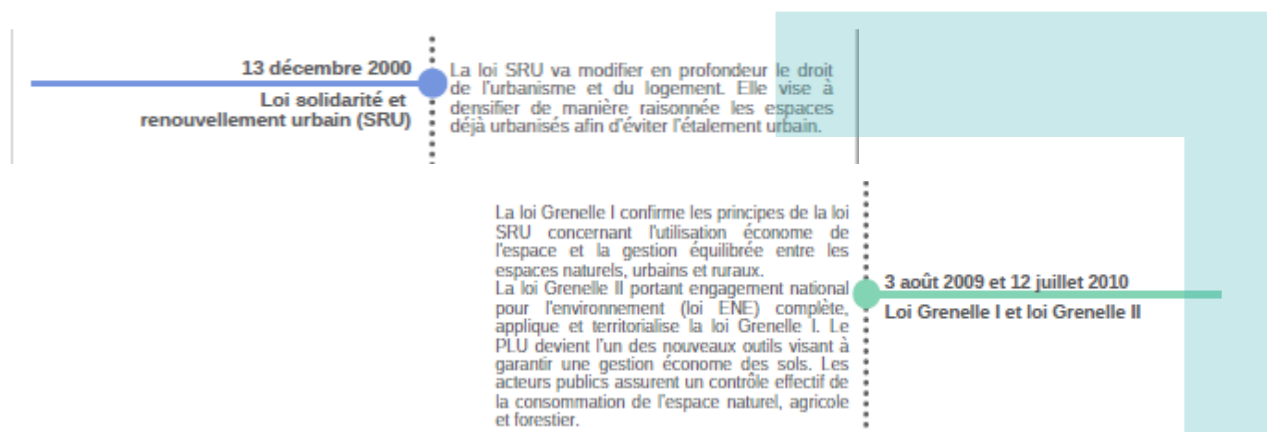 13 décembre 2000
Loi solidarité et
renouvellement urbain (SRU)
La loi SRU va modifier en profondeur le droit
de l'urbanisme et du logement. Elle vise à
densifier de manière raisonnée les espaces
déjà urbanisés afin d'éviter l'étalement urbain.
La loi Grenelle I confirme les principes de la loi
SRU concernant l'utilisation économe de
l'espace et la gestion équilibrée entre les
espaces naturels, urbains et ruraux.
La loi Grenelle II portant engagement national
pour l'environnement (loi ENE) complète,
applique et territorialise la loi Grenelle I. Le
PLU devient l'un des nouveaux outils visant à
garantir une gestion économe des sols. Les
acteurs publics assurent un contrôle effectif de
la consommation de l'espace naturel, agricole
et forestier.
3 août 2009 et 12 juillet 2010
Loi Grenelle I et loi Grenelle II